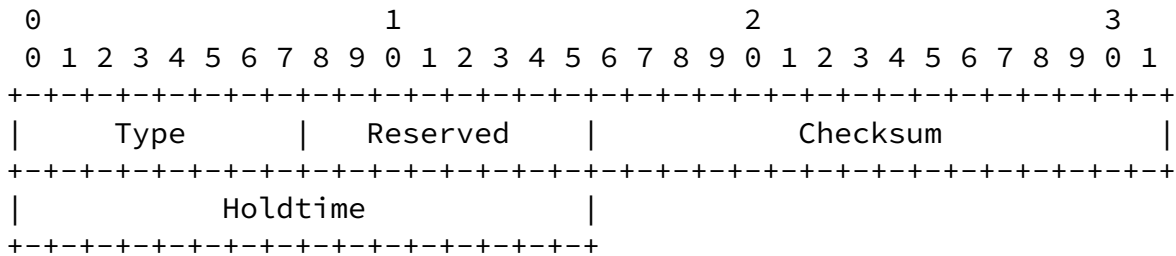 0                   1                   2                   3
 0 1 2 3 4 5 6 7 8 9 0 1 2 3 4 5 6 7 8 9 0 1 2 3 4 5 6 7 8 9 0 1
+-+-+-+-+-+-+-+-+-+-+-+-+-+-+-+-+-+-+-+-+-+-+-+-+-+-+-+-+-+-+-+-+
|     Type      |   Reserved    |           Checksum            |
+-+-+-+-+-+-+-+-+-+-+-+-+-+-+-+-+-+-+-+-+-+-+-+-+-+-+-+-+-+-+-+-+
|           Holdtime            |
+-+-+-+-+-+-+-+-+-+-+-+-+-+-+-+-+